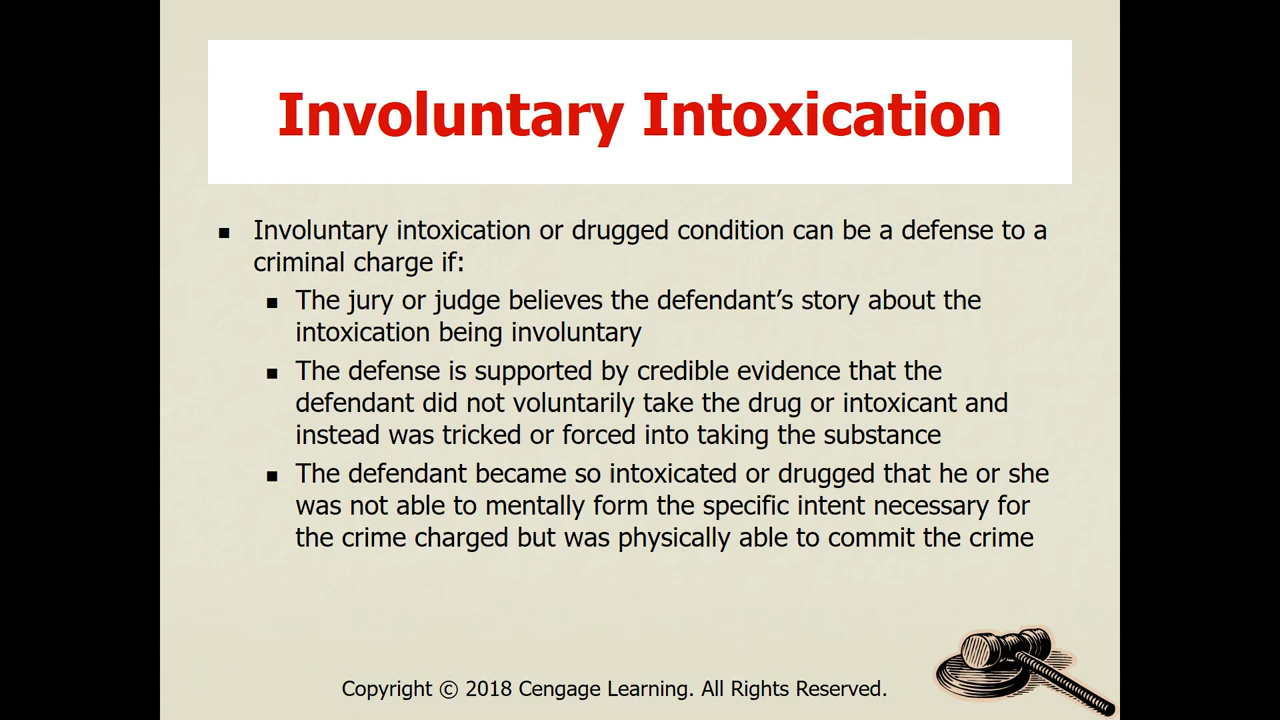 Involuntary Intoxication
▪ Involuntary intoxication or drugged condition can be a defense to a
criminal charge if:
▪ The jury or judge believes the defendant's story about the
intoxication being involuntary
▪ The defense is supported by credible evidence that the
defendant did not voluntarily take the drug or intoxicant and
instead was tricked or forced into taking the substance
▪ The defendant became so intoxicated or drugged that he or she
was not able to mentally form the specific intent necessary for
the crime charged but was physically able to commit the crime
Copyright © 2018 Cengage Learning. All Rights Reserved.